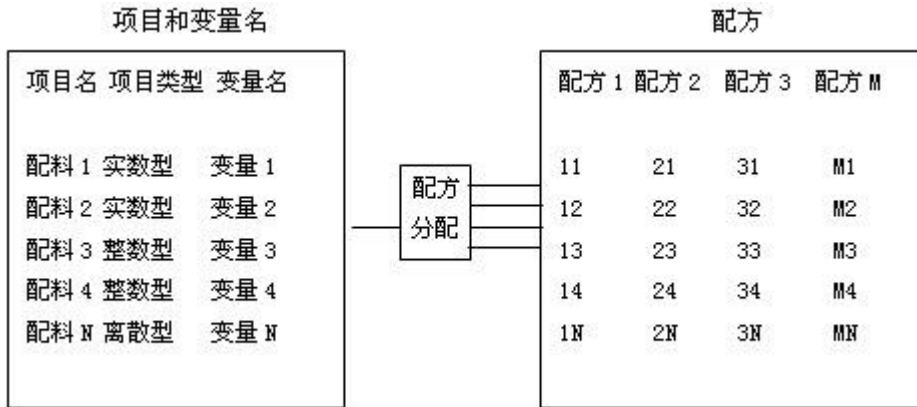 项目和变量名
项目名 项目类型 变量名
配料1 实数型 变量1
配料2 实数型 变量2
配料3 整数型 变量3
配料4 整数型 变量4
配料N 离散型 变量N
配方
分配
配方
配方1 配方2 配方3 配方M
11 21 31 M1
12 22 32 M2
13 23 33 M3
14 24 34 M4
1N 2N 3N MN